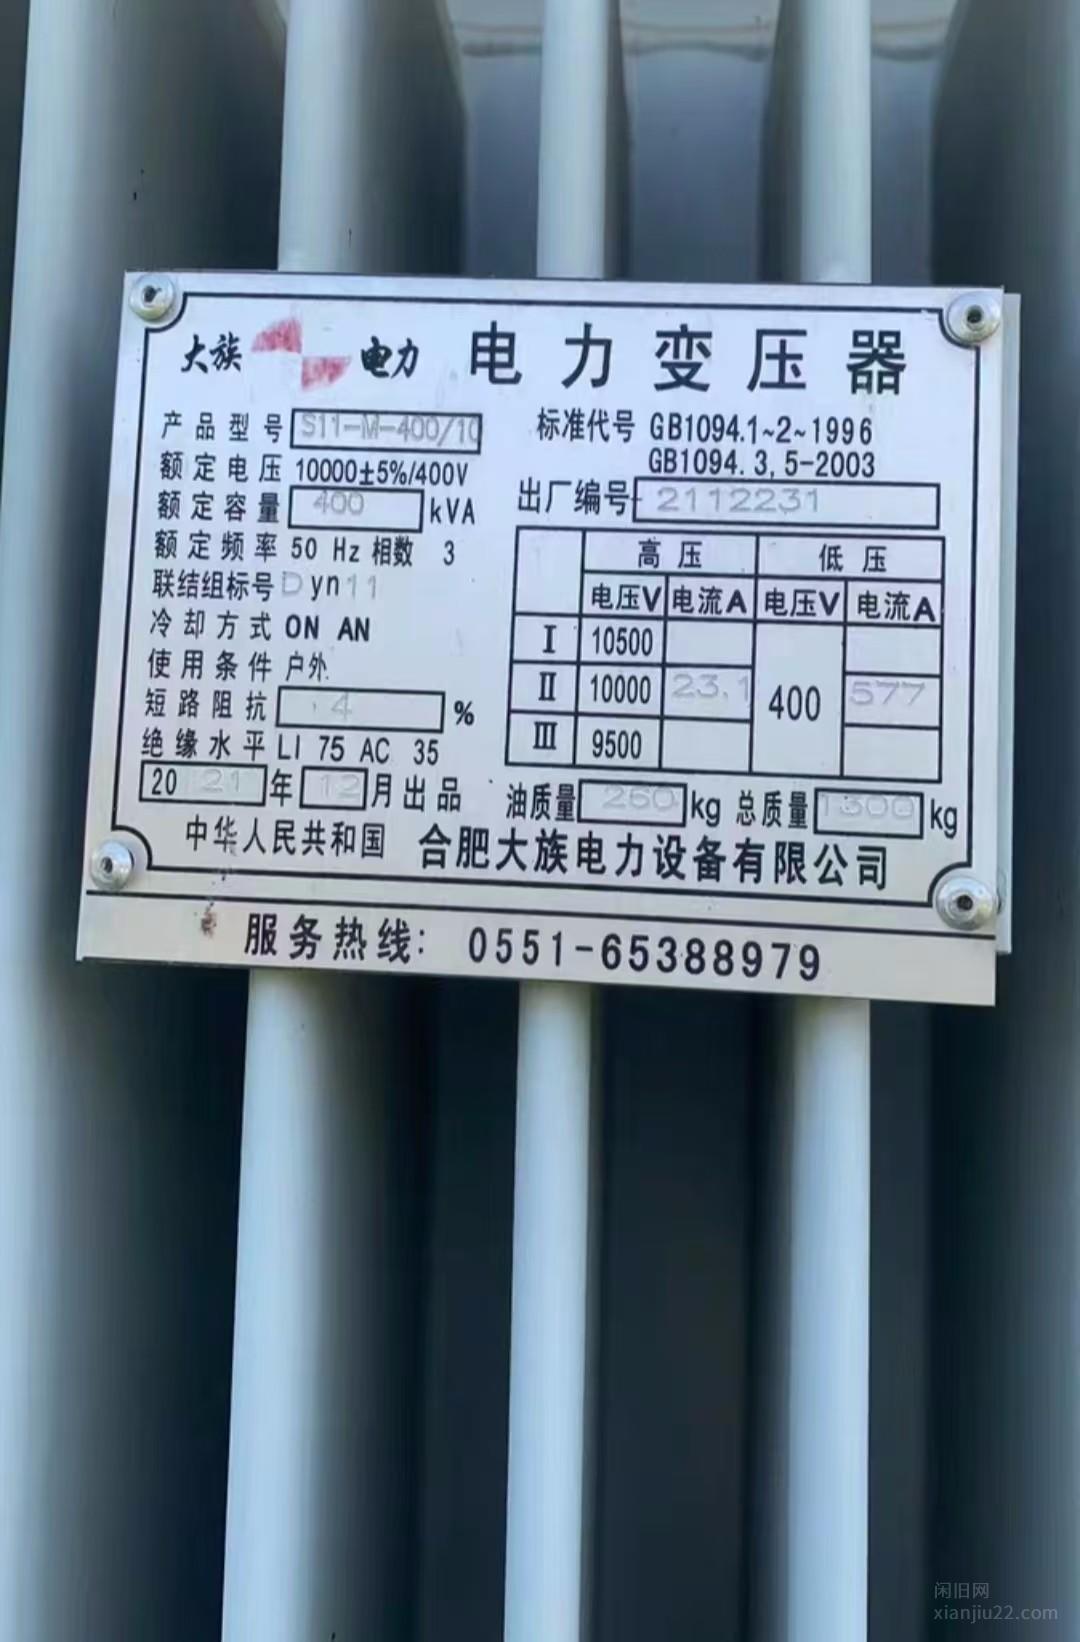 大族 电力 电力变压器
产品型号 S11-M-400/10
标准代号 GB1094.1~2~1996
GB1094.3,5-2003
额定电压 10000±5%/400V
额定容量 400 kVA
出厂编号 2112231
额定频率 50 Hz 相数 3
联结组标号 Dyn11
冷却方式 ON AN
使用条件 户外
短路阻抗 4 %
绝缘水平 LI 75 AC 35
2021年12月出品
高压 低压
电压V 电流A 电压V 电流A
Ⅰ 10500
Ⅱ 10000 23.1 400 577
Ⅲ 9500
油质量 260 kg 总质量 1300 kg
中华人民共和国 合肥大族电力设备有限公司
服务热线: 0551-65388979
闲旧网
xianjiu22.com